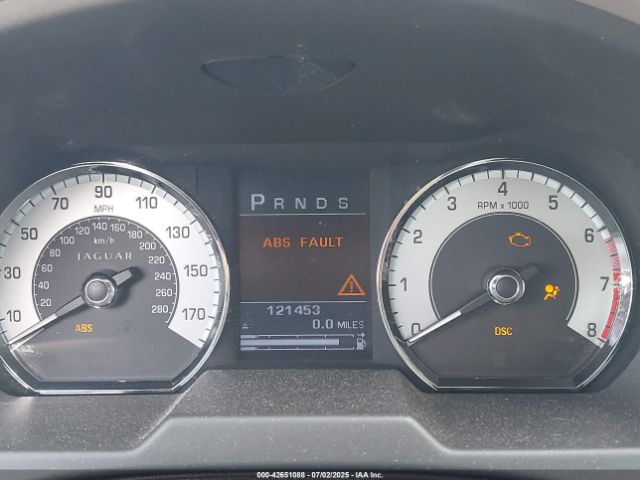 10 30 50 70 90 110 130 150 170
MPH
20 40 60 80 100 120 140 160 180 200 220 240 260 280
km/h
JAGUAR
ABS
P R N D S
ABS FAULT
121453
A: 0.0 MILES
0 1 2 3 4 5 6 7 8
RPM x 1000
DSC
000-42651088 - 07/02/2025 - IAA Inc.